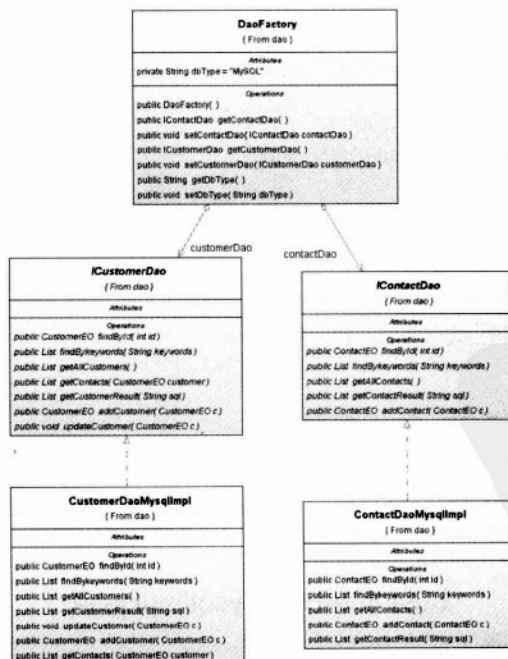 DaoFactory
{ From dao }
Attributes
private String dbType = "MySQL"
Operations
public DaoFactory( )
public IContactDao getContactDao( )
public void setContactDao( IContactDao contactDao )
public ICustomerDao getCustomerDao( )
public void setCustomerDao( ICustomerDao customerDao )
public String getDbType( )
public void setDbType( String dbType )
customerDao
contactDao
ICustomerDao
{ From dao }
Attributes
Operations
public CustomerEO findById( int id )
public List findBykeywords( String keywords )
public List getAllCustomers( )
public List getContacts( CustomerEO customer )
public List getCustomerResult( String sql )
public CustomerEO addCustomer( CustomerEO c )
public void updateCustomer( CustomerEO c )
IContactDao
{ From dao }
Attributes
Operations
public ContactEO findById( int id )
public List findBykeywords( String keywords )
public List getAllContacts( )
public List getContactResult( String sql )
public ContactEO addContact( ContactEO c )
CustomerDaoMysqlImpl
{ From dao }
Attributes
Operations
public CustomerEO findById( int id )
public List findBykeywords( String keywords )
public List getAllCustomers( )
public List getCustomerResult( String sql )
public void updateCustomer( CustomerEO c )
public CustomerEO addCustomer( CustomerEO c )
public List getContacts( CustomerEO customer )
ContactDaoMysqlImpl
{ From dao }
Attributes
Operations
public ContactEO findById( int id )
public List findBykeywords( String keywords )
public List getAllContacts( )
public ContactEO addContact( ContactEO c )
public List getContactResult( String sql )